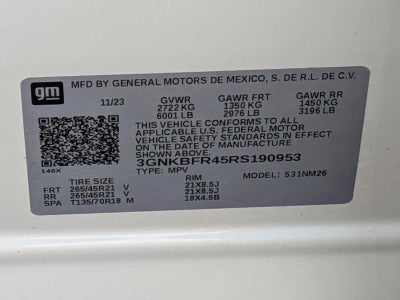 gm MFD BY GENERAL MOTORS DE MEXICO, S. DE R.L. DE C.V.
11/23 GVWR GAWR FRT GAWR RR
2722 KG 1350 KG 1450 KG
6001 LB 2976 LB 3196 LB
THIS VEHICLE CONFORMS TO ALL
APPLICABLE U.S. FEDERAL MOTOR
VEHICLE SAFETY STANDARDS IN EFFECT
ON THE DATE OF MANUFACTURE
SHOWN ABOVE.
3GNKBFR45RS190953
140X TYPE: MPV MODEL: 531NM26
TIRE SIZE RIM
FRT 265/45R21 V 21X8.5J
RR 265/45R21 V 21X8.5J
SPA T135/70R18 M 18X4.5B